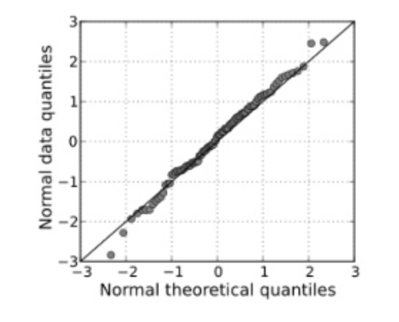 3
2
1
0
−1
−2
−3
−3 −2 −1 0 1 2 3
Normal data quantiles
Normal theoretical quantiles